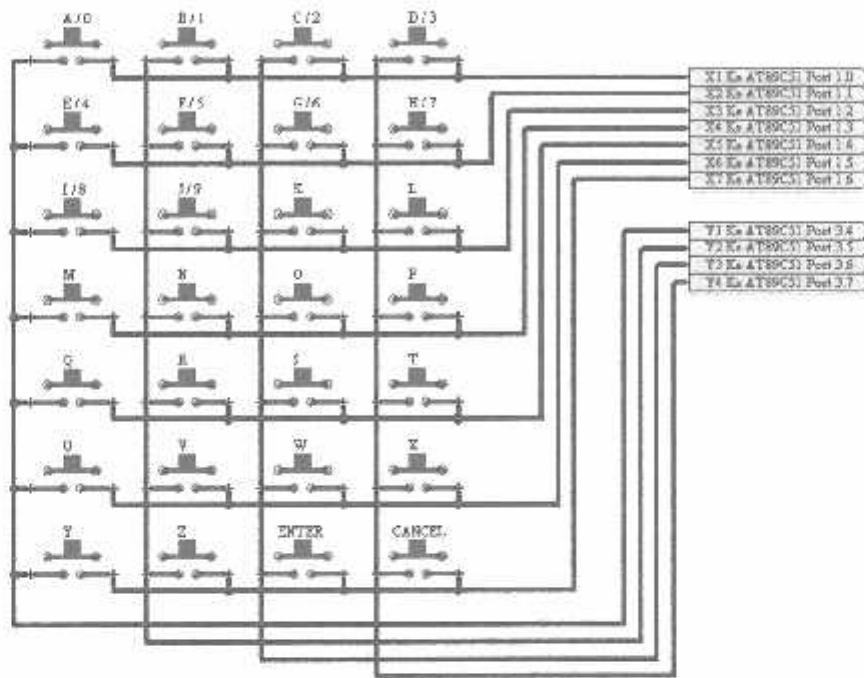 A/0 B/1 C/2 D/3
X1 Ke AT89C51 Port 1.0
X2 Ke AT89C51 Port 1.1
E/4 F/5 G/6 H/7
X3 Ke AT89C51 Port 1.2
X4 Ke AT89C51 Port 1.3
X5 Ke AT89C51 Port 1.4
X6 Ke AT89C51 Port 1.5
X7 Ke AT89C51 Port 1.6
I/8 J/9 K L
Y1 Ke AT89C51 Port 3.4
Y2 Ke AT89C51 Port 3.5
Y3 Ke AT89C51 Port 3.6
Y4 Ke AT89C51 Port 3.7
M N O P
Q R S T
U V W X
Y Z ENTER CANCEL